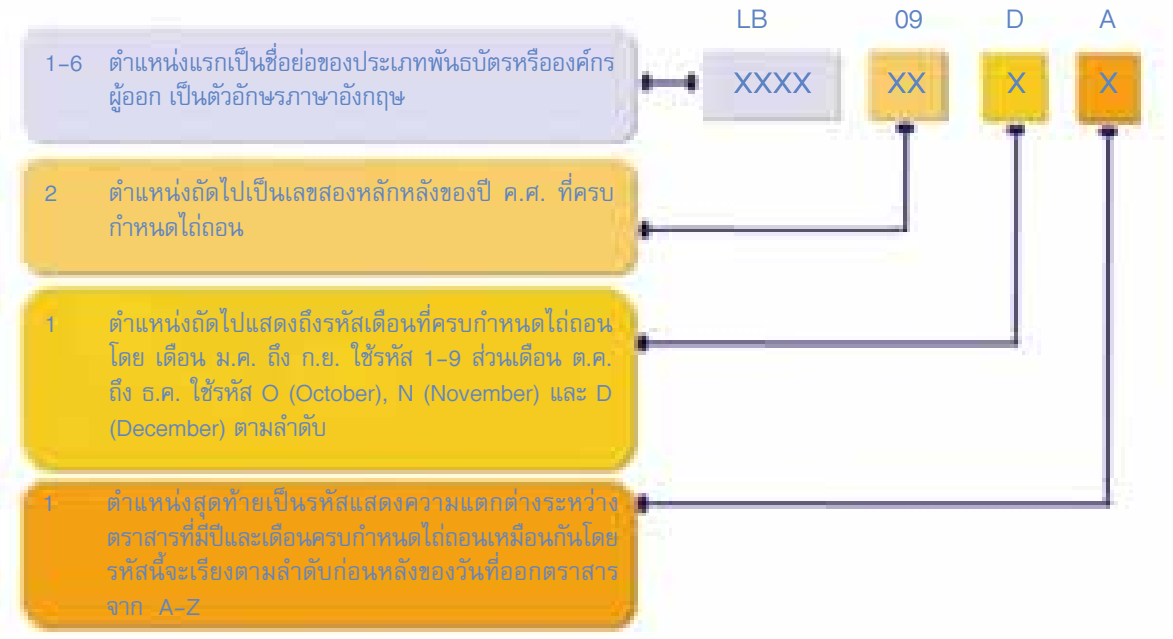 LB 09 D A
XXXX XX X X
1-6 ตำแหน่งแรกเป็นชื่อย่อของประเภทพันธบัตรหรือองค์กร
ผู้ออก เป็นตัวอักษรภาษาอังกฤษ
2 ตำแหน่งถัดไปเป็นเลขสองหลักหลังของปี ค.ศ. ที่ครบ
กำหนดไถ่ถอน
1 ตำแหน่งถัดไปแสดงถึงรหัสเดือนที่ครบกำหนดไถ่ถอน
โดย เดือน ม.ค. ถึง ก.ย. ใช้รหัส 1-9 ส่วนเดือน ต.ค.
ถึง ธ.ค. ใช้รหัส O (October), N (November) และ D
(December) ตามลำดับ
1 ตำแหน่งสุดท้ายเป็นรหัสแสดงความแตกต่างระหว่าง
ตราสารที่มีปีและเดือนครบกำหนดไถ่ถอนเหมือนกันโดย
รหัสนี้จะเรียงตามลำดับก่อนหลังของวันที่ออกตราสาร
จาก A-Z